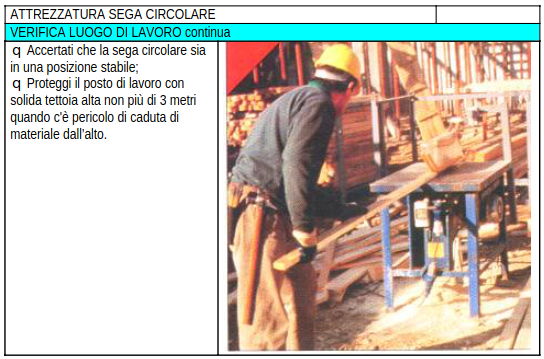 ATTREZZATURA SEGA CIRCOLARE
VERIFICA LUOGO DI LAVORO continua
q Accertati che la sega circolare sia
in una posizione stabile;
q Proteggi il posto di lavoro con
solida tettoia alta non più di 3 metri
quando c'è pericolo di caduta di
materiale dall'alto.